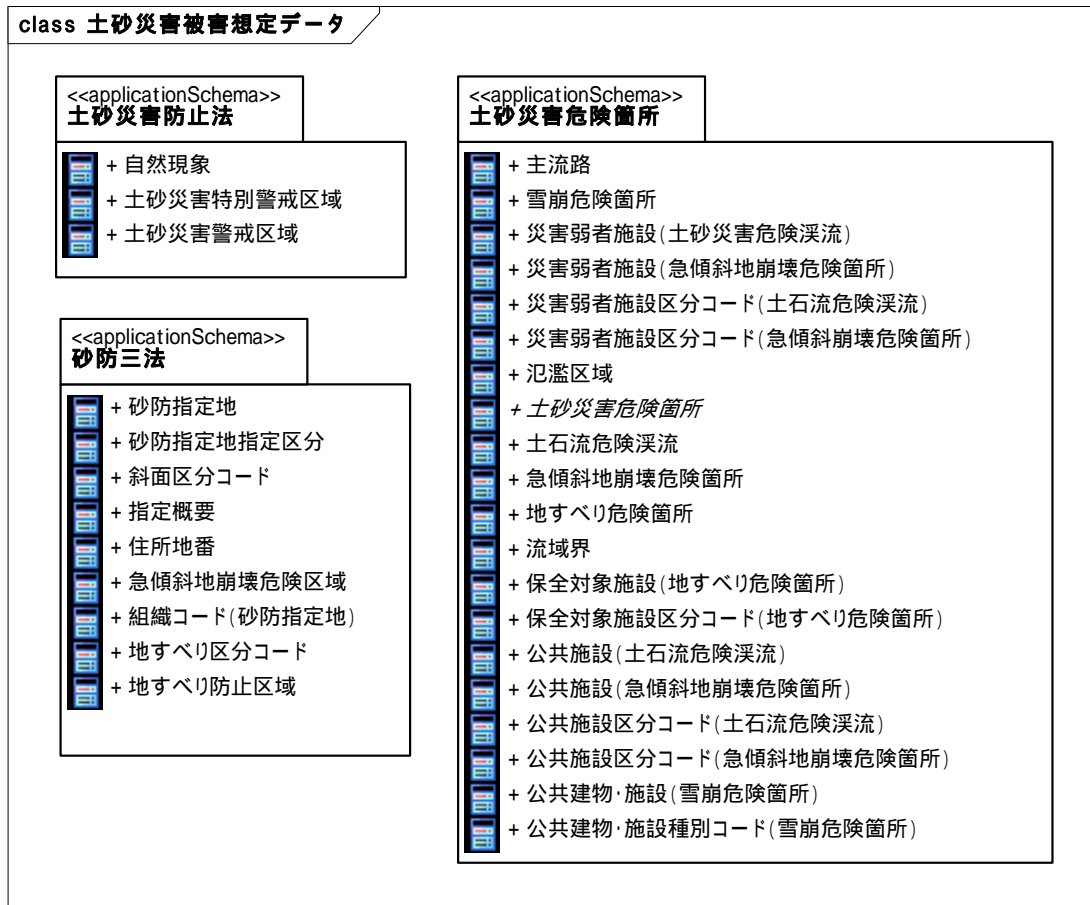 class 土砂災害被害想定データ
<<applicationSchema>>
土砂災害防止法
+ 自然現象
+ 土砂災害特別警戒区域
+ 土砂災害警戒区域
<<applicationSchema>>
砂防三法
+ 砂防指定地
+ 砂防指定地指定区分
+ 斜面区分コード
+ 指定概要
+ 住所地番
+ 急傾斜地崩壊危険区域
+ 組織コード(砂防指定地)
+ 地すべり区分コード
+ 地すべり防止区域
<<applicationSchema>>
土砂災害危険箇所
+ 主流路
+ 雪崩危険箇所
+ 災害弱者施設(土砂災害危険渓流)
+ 災害弱者施設(急傾斜地崩壊危険箇所)
+ 災害弱者施設区分コード(土石流危険渓流)
+ 災害弱者施設区分コード(急傾斜崩壊危険箇所)
+ 氾濫区域
+ 土砂災害危険箇所
+ 土石流危険渓流
+ 急傾斜地崩壊危険箇所
+ 地すべり危険箇所
+ 流域界
+ 保全対象施設(地すべり危険箇所)
+ 保全対象施設区分コード(地すべり危険箇所)
+ 公共施設(土石流危険渓流)
+ 公共施設(急傾斜地崩壊危険箇所)
+ 公共施設区分コード(土石流危険渓流)
+ 公共施設区分コード(急傾斜地崩壊危険箇所)
+ 公共建物･施設(雪崩危険箇所)
+ 公共建物･施設種別コード(雪崩危険箇所)